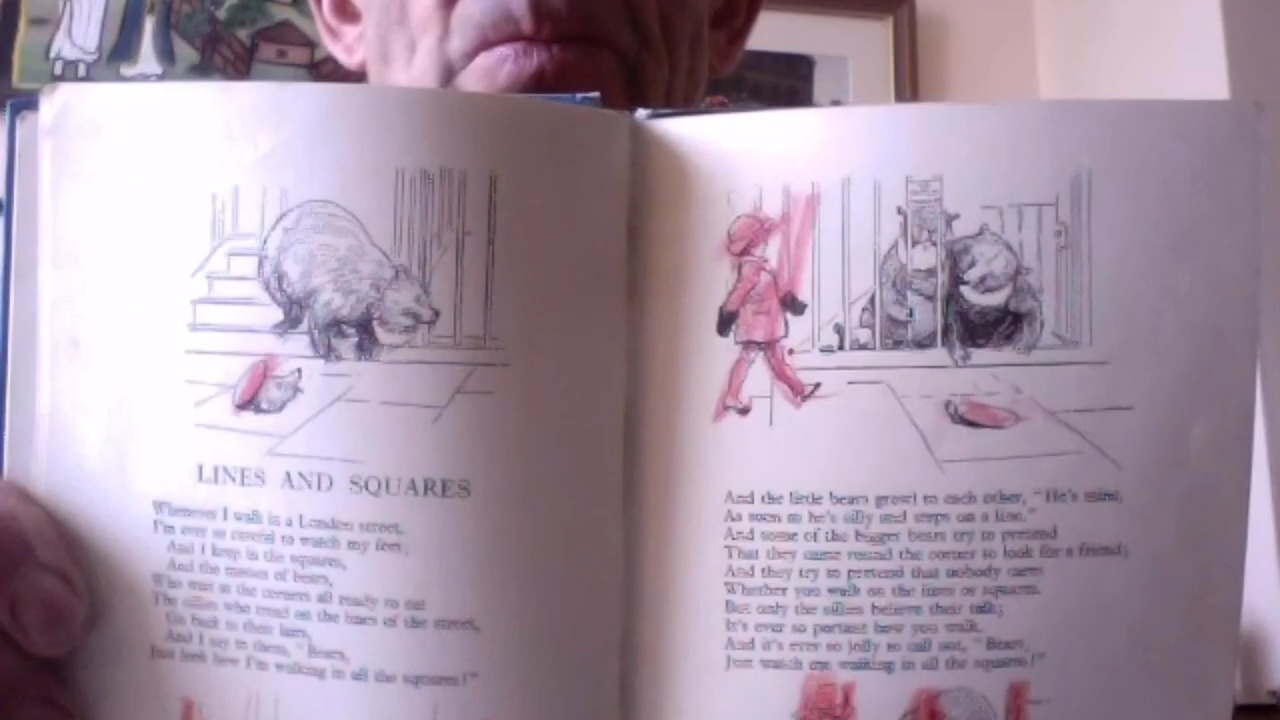 LINES AND SQUARES
Whenever I walk in a London street,
I'm ever so careful to watch my feet;
And I keep in the squares,
And the masses of bears,
Who wait at the corners all ready to eat
The sillies who tread on the lines of the street,
Go back to their lairs,
And I say to them, "Bears,
Just look how I'm walking in all the squares!"
And the little bears growl to each other, "He's mine,
As soon as he's silly and steps on a line."
And some of the bigger bears try to pretend
That they came round the corner to look for a friend;
And they try to pretend that nobody cares
Whether you walk on the lines or squares.
But only the sillies believe their talk;
It's ever so portant how you walk.
And it's ever so jolly to call out, "Bears,
Just watch me walking in all the squares!"